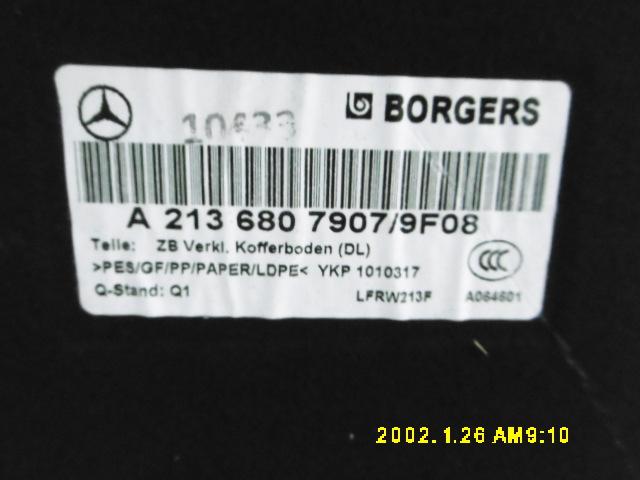 10433
BORGERS
A 213 680 7907/9F08
Teile: ZB Verkl. Kofferboden (DL)
>PES/GF/PP/PAPER/LDPE< YKP 1010317
CCC
Q-Stand: Q1 LFRW213F A064601
2002.1.26 AM9:10